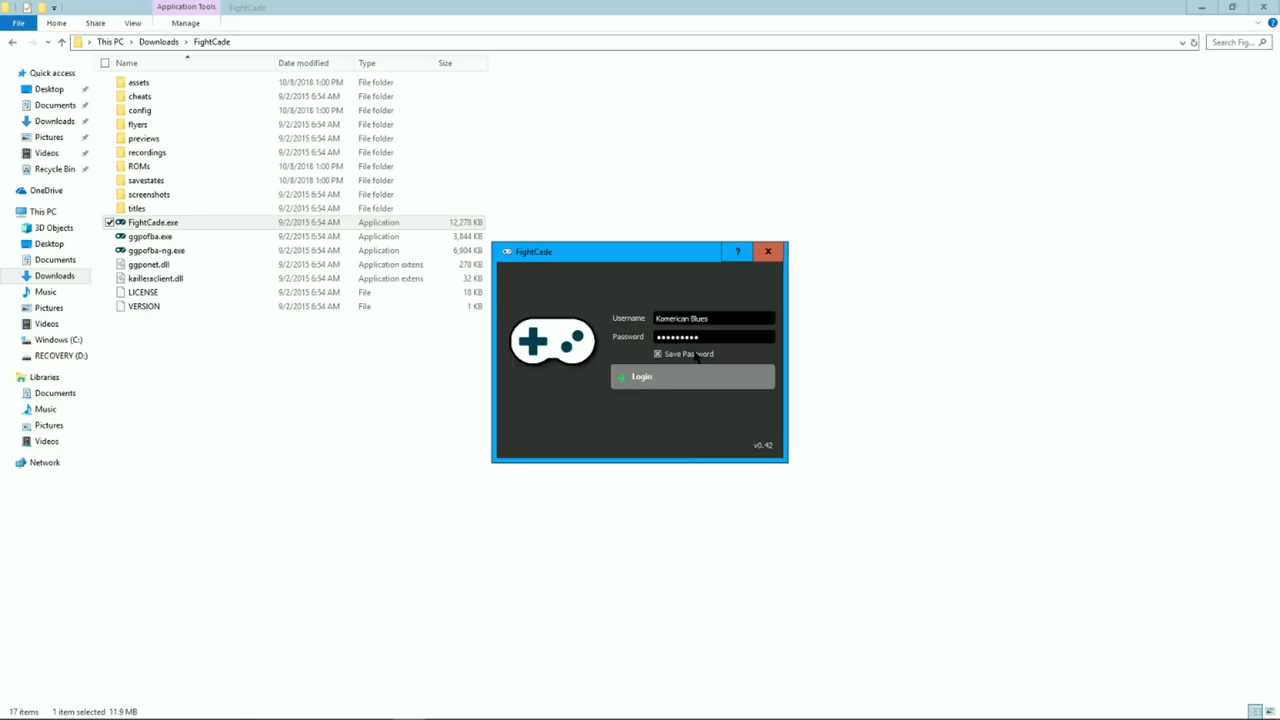 Application Tools
FightCade
File Home Share View Manage
This PC Downloads FightCade
Search Fig...
Name Date modified Type Size
Quick access
Desktop
Documents
Downloads
Pictures
Videos
Recycle Bin
OneDrive
This PC
3D Objects
Desktop
Documents
Downloads
Music
Pictures
Videos
Windows (C:)
RECOVERY (D:)
Libraries
Documents
Music
Pictures
Videos
Network
assets 10/8/2018 1:00 PM File folder
cheats 9/2/2015 6:54 AM File folder
config 10/8/2018 1:00 PM File folder
flyers 9/2/2015 6:54 AM File folder
previews 9/2/2015 6:54 AM File folder
recordings 9/2/2015 6:54 AM File folder
ROMs 10/8/2018 1:00 PM File folder
savestates 10/8/2018 1:00 PM File folder
screenshots 9/2/2015 6:54 AM File folder
titles 9/2/2015 6:54 AM File folder
FightCade.exe 9/2/2015 6:54 AM Application 12,278 KB
ggpofba.exe 9/2/2015 6:54 AM Application 3,844 KB
ggpofba-ng.exe 9/2/2015 6:54 AM Application 6,904 KB
ggponet.dll 9/2/2015 6:54 AM Application extens 278 KB
kailleraclient.dll 9/2/2015 6:54 AM Application extens 32 KB
LICENSE 9/2/2015 6:54 AM File 18 KB
VERSION 9/2/2015 6:54 AM File 1 KB
FightCade
Username Komerican Blues
Password
Save Password
Login
v0.42
17 items 1 item selected 11.9 MB